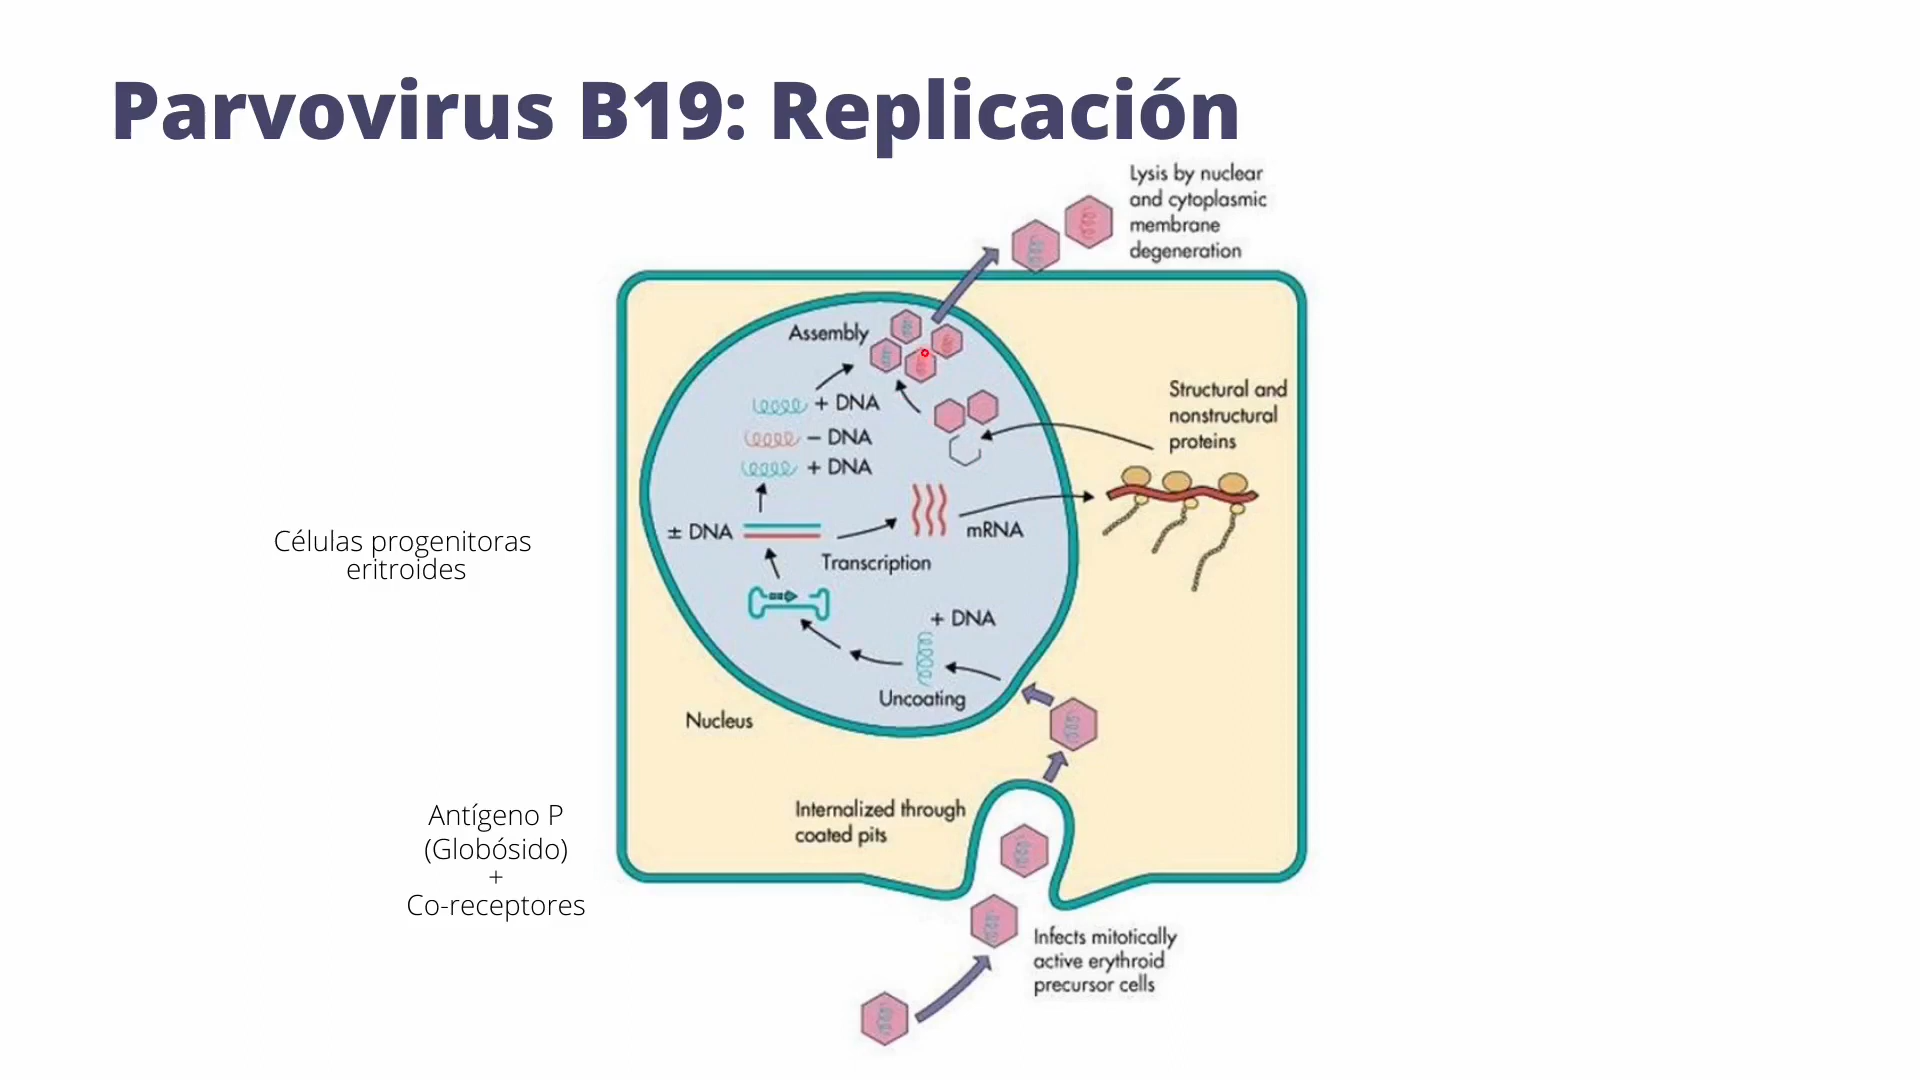 Parvovirus B19: Replicación
Lysis by nuclear
and cytoplasmic
membrane
degeneration
Assembly
+ DNA
− DNA
+ DNA
± DNA
mRNA
Transcription
Structural and
nonstructural
proteins
Células progenitoras
eritroides
+ DNA
Uncoating
Nucleus
Internalized through
coated pits
Antígeno P
(Globósido)
+
Co-receptores
Infects mitotically
active erythroid
precursor cells